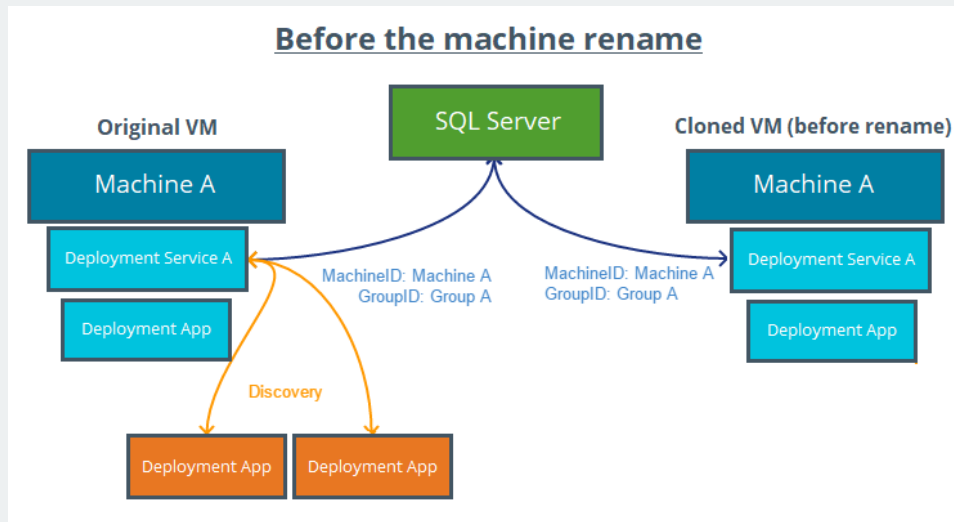 Before the machine rename
SQL Server
Original VM
Cloned VM (before rename)
Machine A
Machine A
Deployment Service A
Deployment Service A
MachineID: Machine A
GroupID: Group A
MachineID: Machine A
GroupID: Group A
Deployment App
Deployment App
Discovery
Deployment App
Deployment App